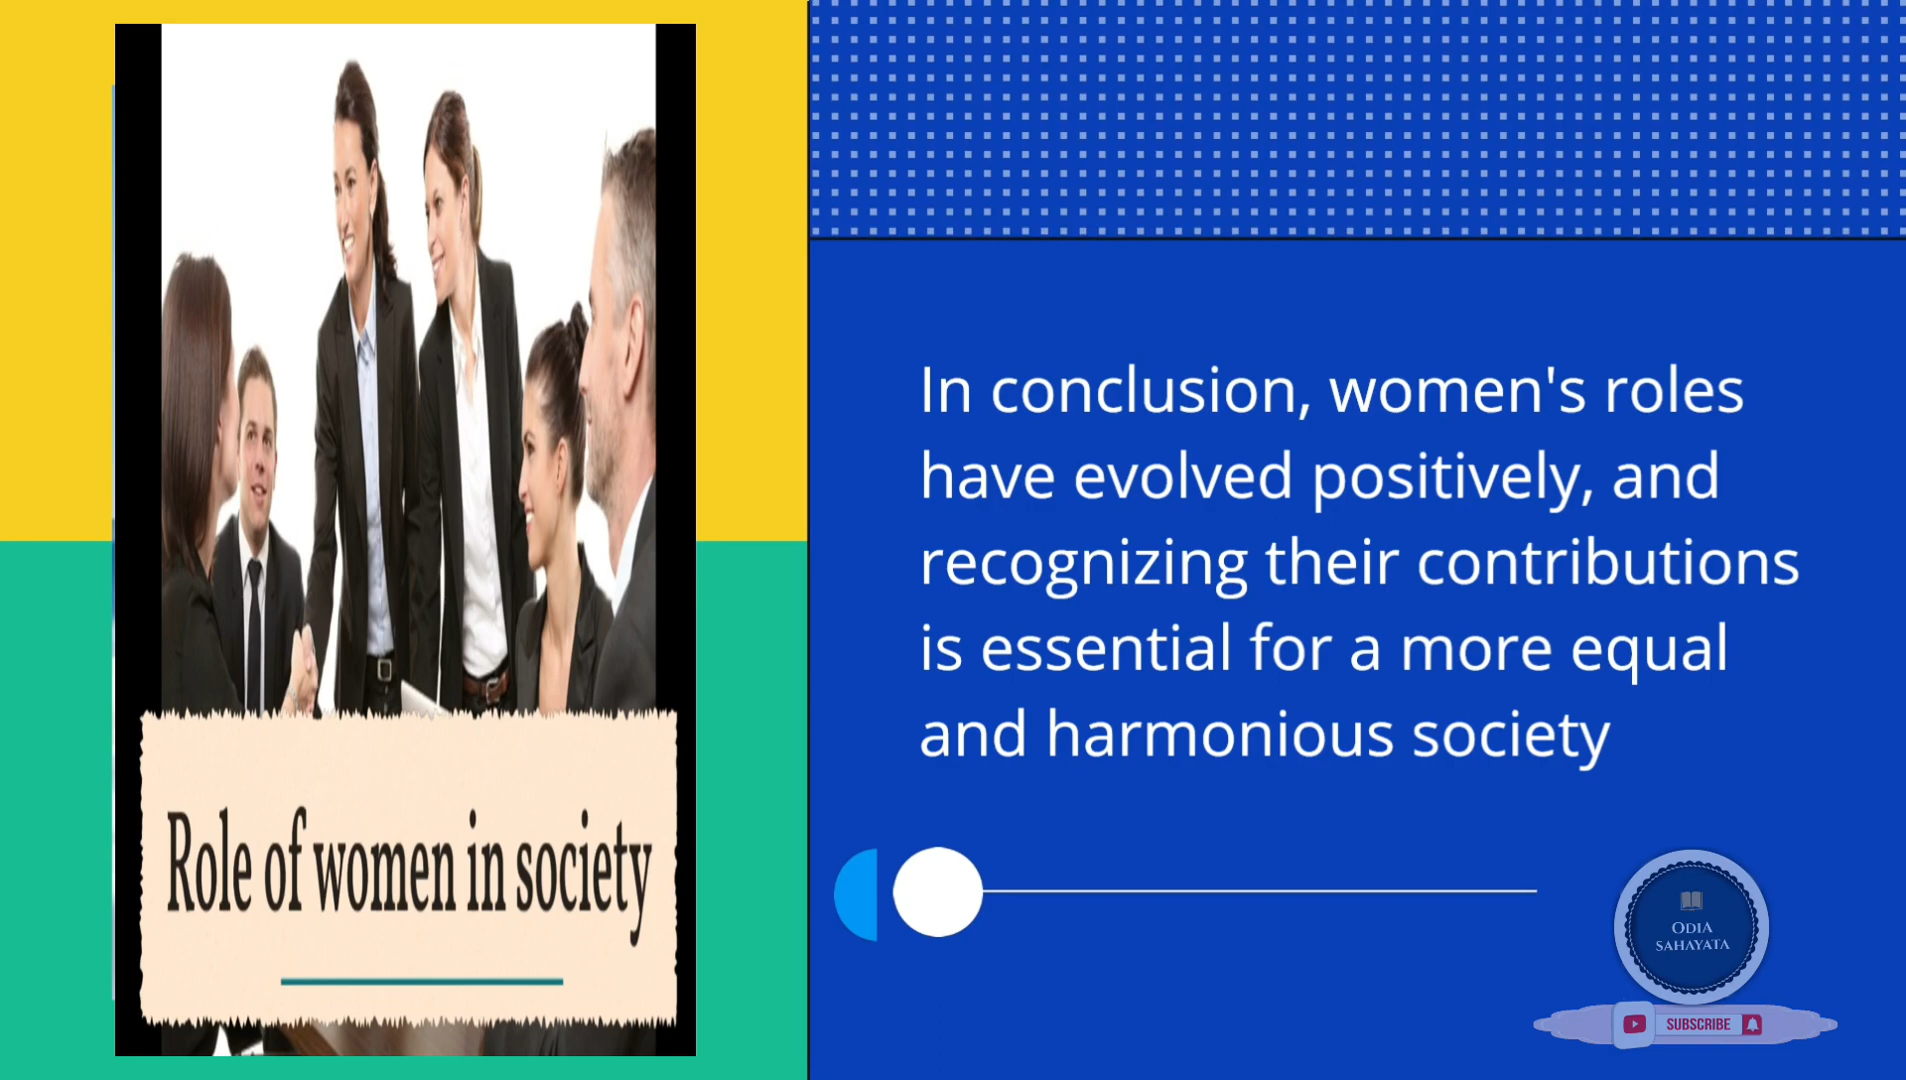 Role of women in society
In conclusion, women's roles
have evolved positively, and
recognizing their contributions
is essential for a more equal
and harmonious society
ODIA
SAHAYATA
SUBSCRIBE